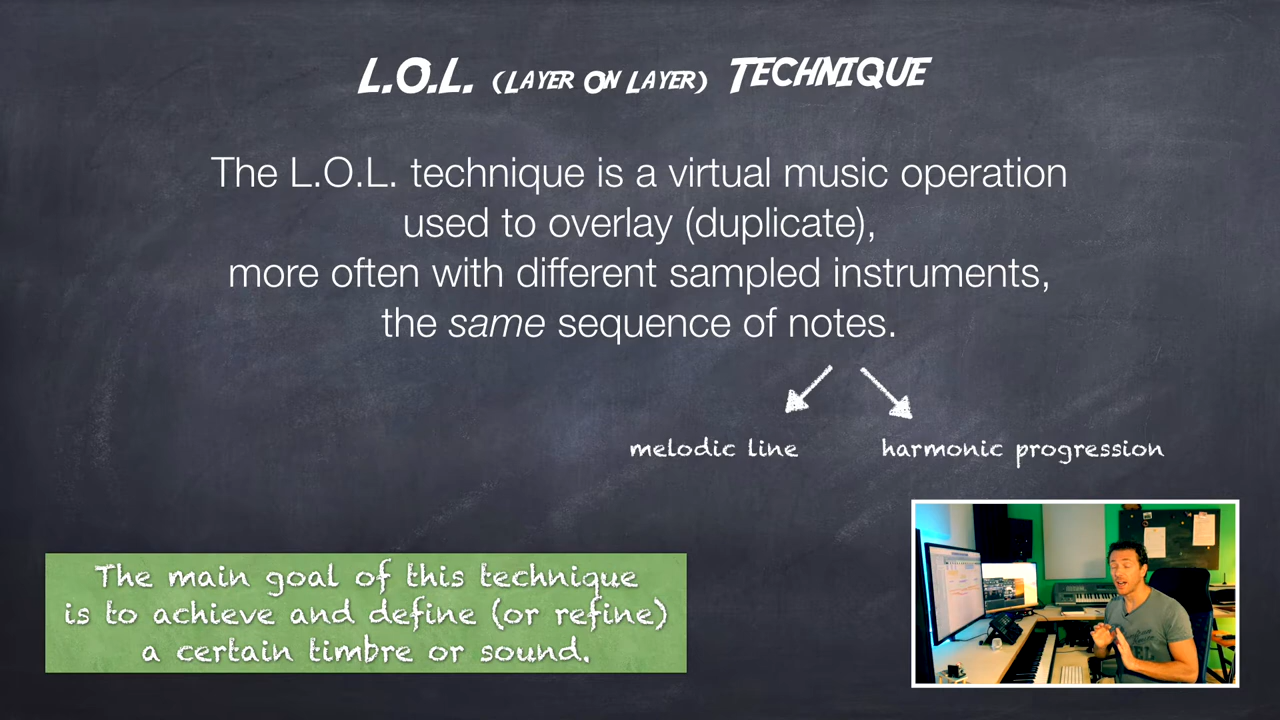 L.O.L. (Layer On Layer) Technique
The L.O.L. technique is a virtual music operation
used to overlay (duplicate),
more often with different sampled instruments,
the same sequence of notes.
melodic line harmonic progression
The main goal of this technique
is to achieve and define (or refine)
a certain timbre or sound.